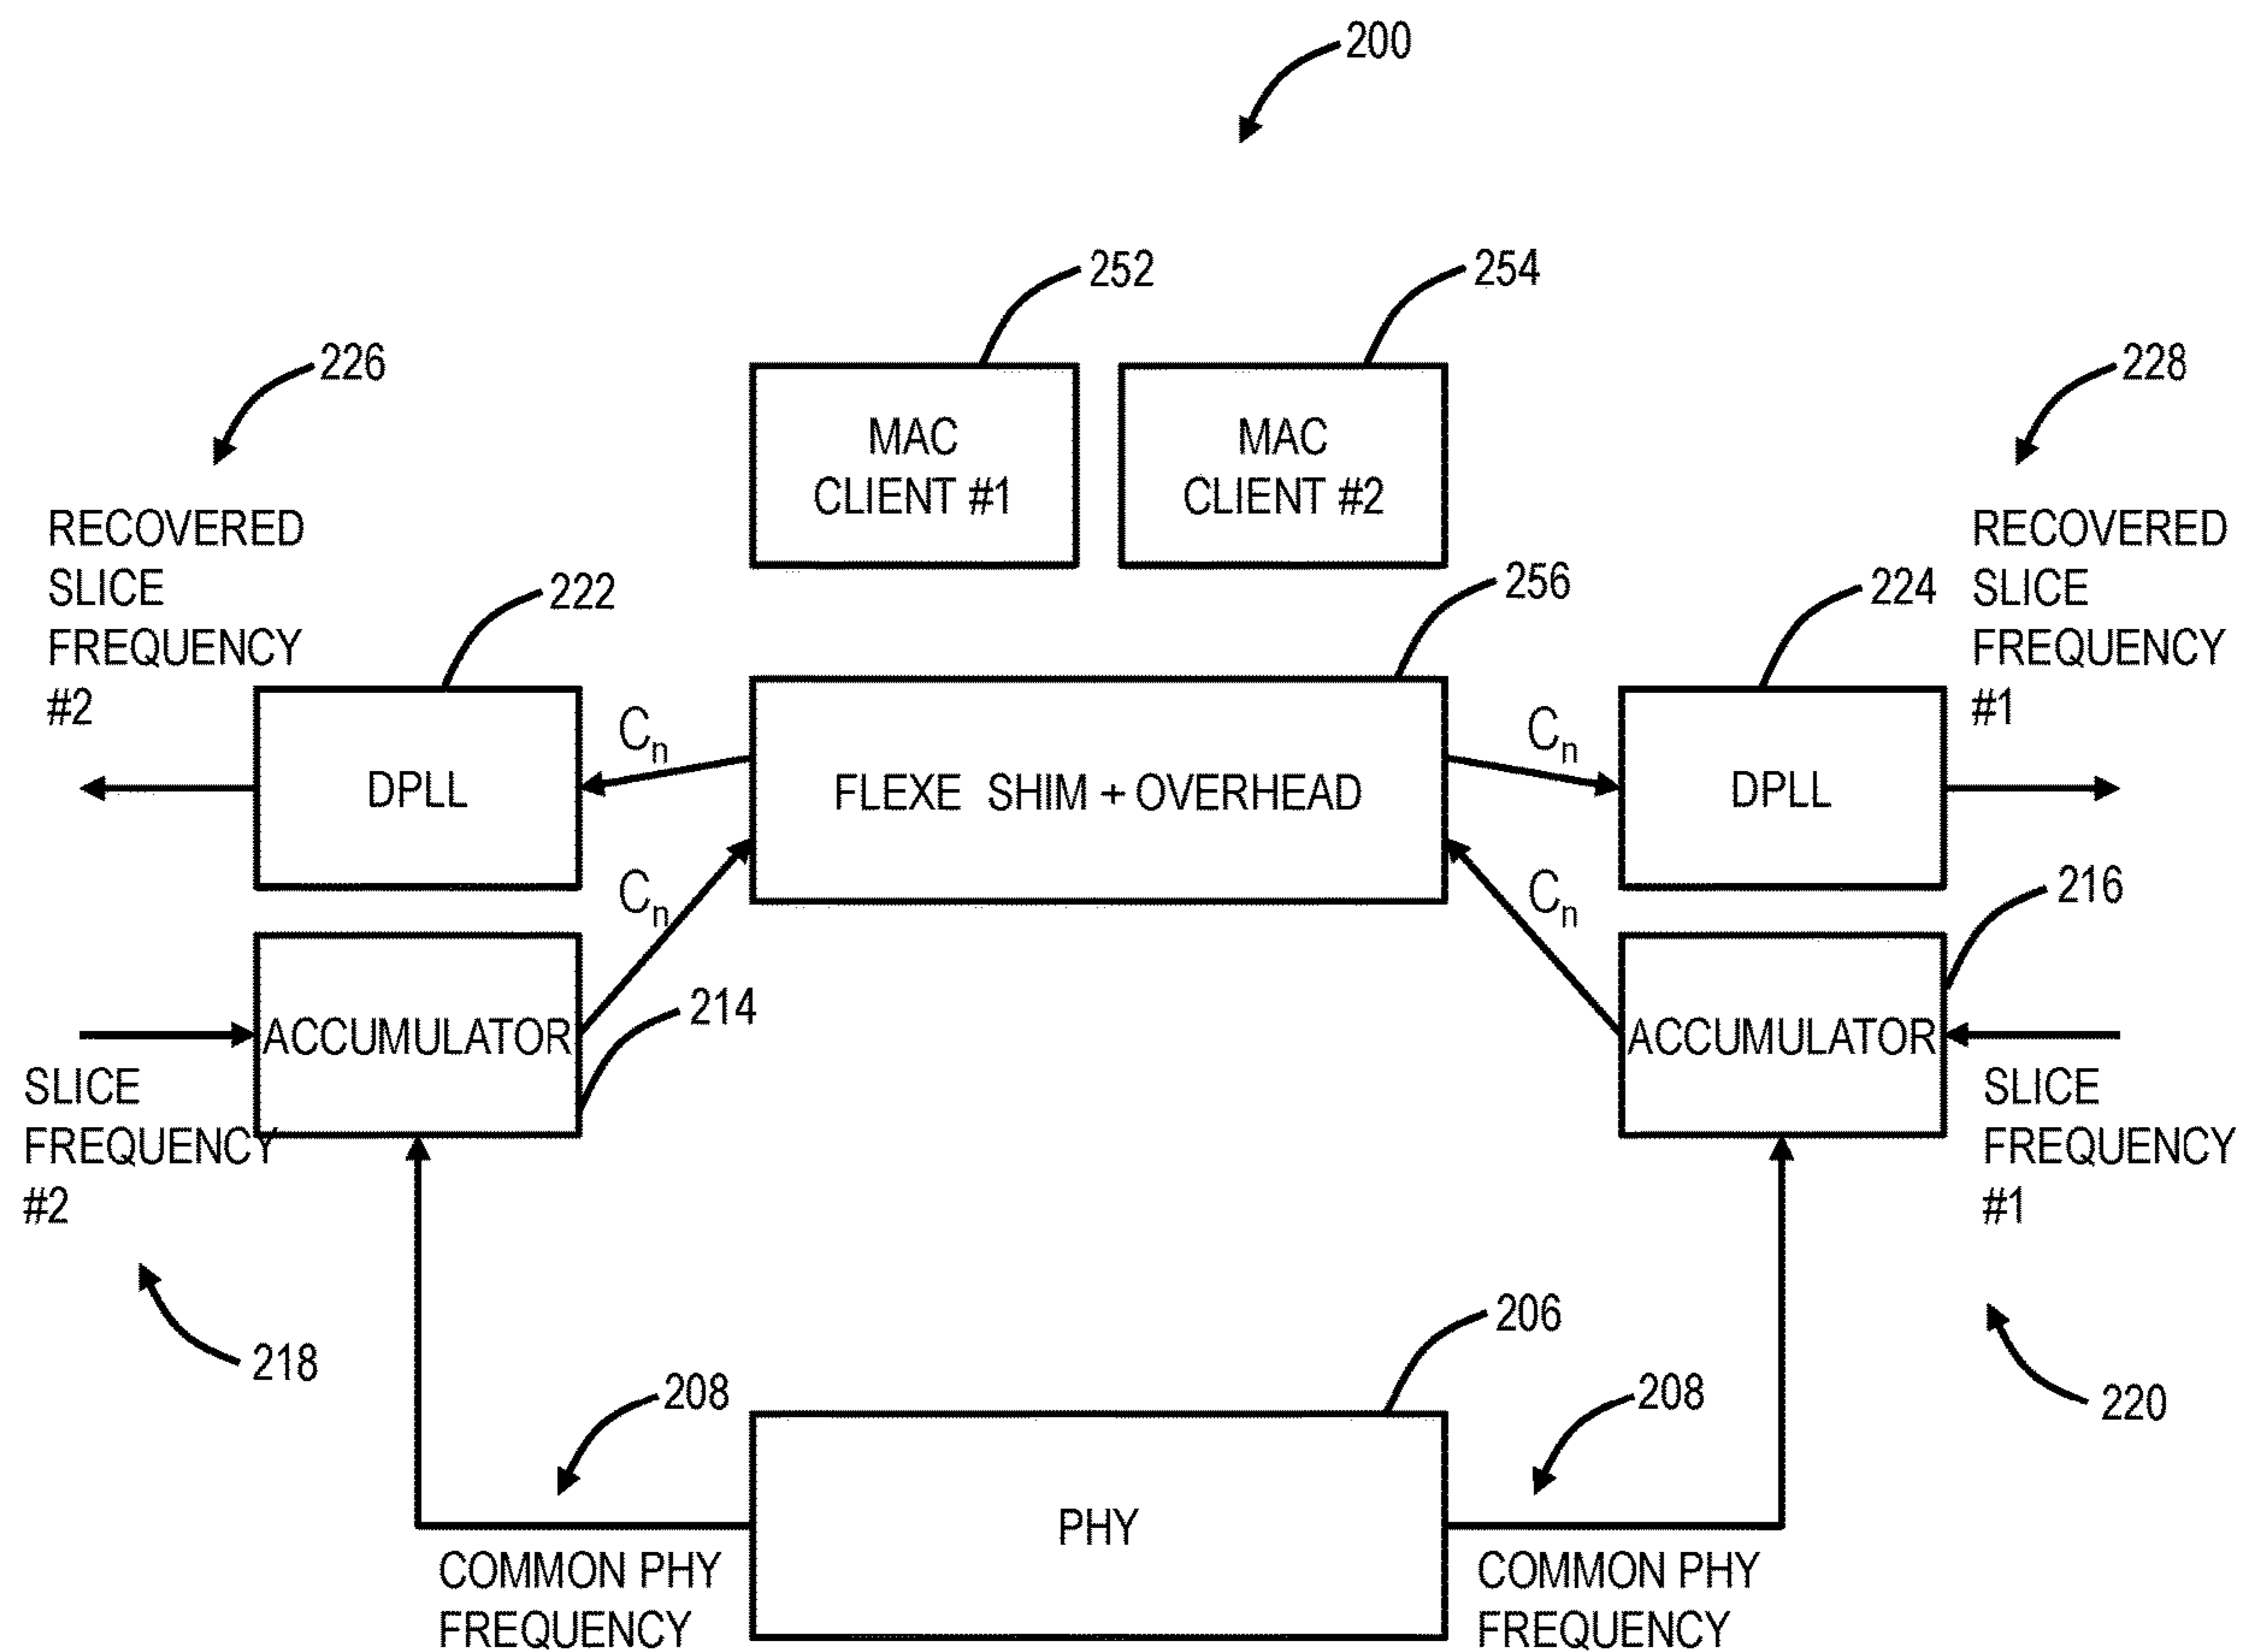 200
252
254
226
228
MAC
CLIENT #1
MAC
CLIENT #2
RECOVERED
SLICE
FREQUENCY
#2
RECOVERED
SLICE
FREQUENCY
#1
222
256
224
Cn
Cn
DPLL
FLEXE SHIM + OVERHEAD
DPLL
Cn
Cn
216
214
ACCUMULATOR
ACCUMULATOR
SLICE
FREQUENCY
#2
SLICE
FREQUENCY
#1
218
206
208
208
220
PHY
COMMON PHY
FREQUENCY
COMMON PHY
FREQUENCY